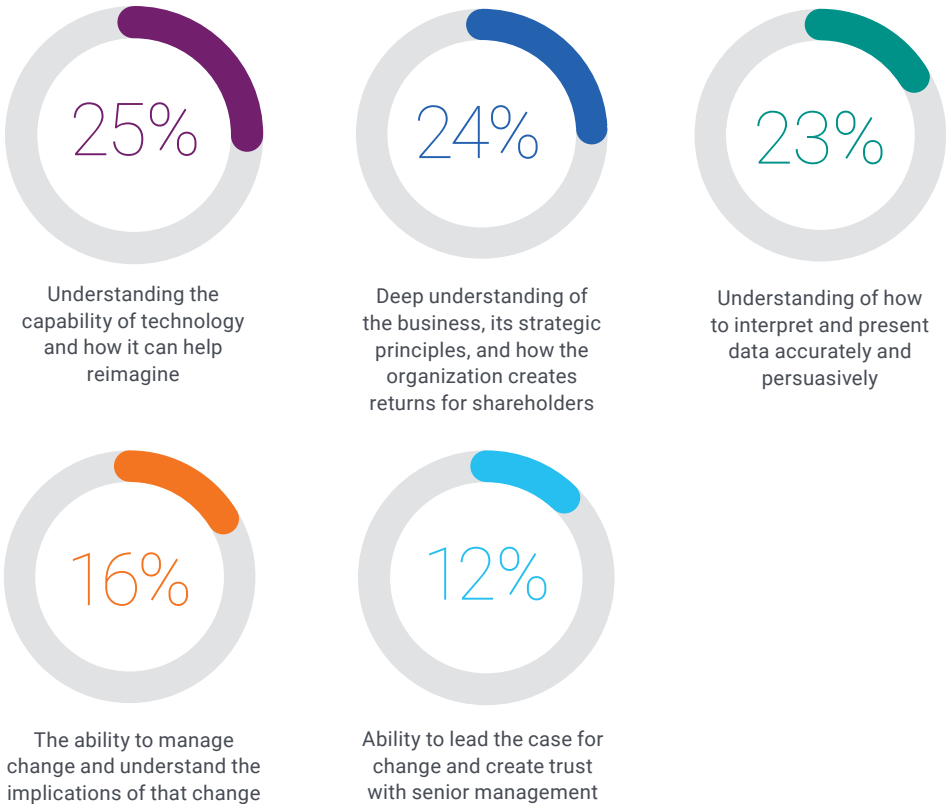 25%
Understanding the
capability of technology
and how it can help
reimagine
24%
Deep understanding of
the business, its strategic
principles, and how the
organization creates
returns for shareholders
23%
Understanding of how
to interpret and present
data accurately and
persuasively
16%
The ability to manage
change and understand the
implications of that change
12%
Ability to lead the case for
change and create trust
with senior management